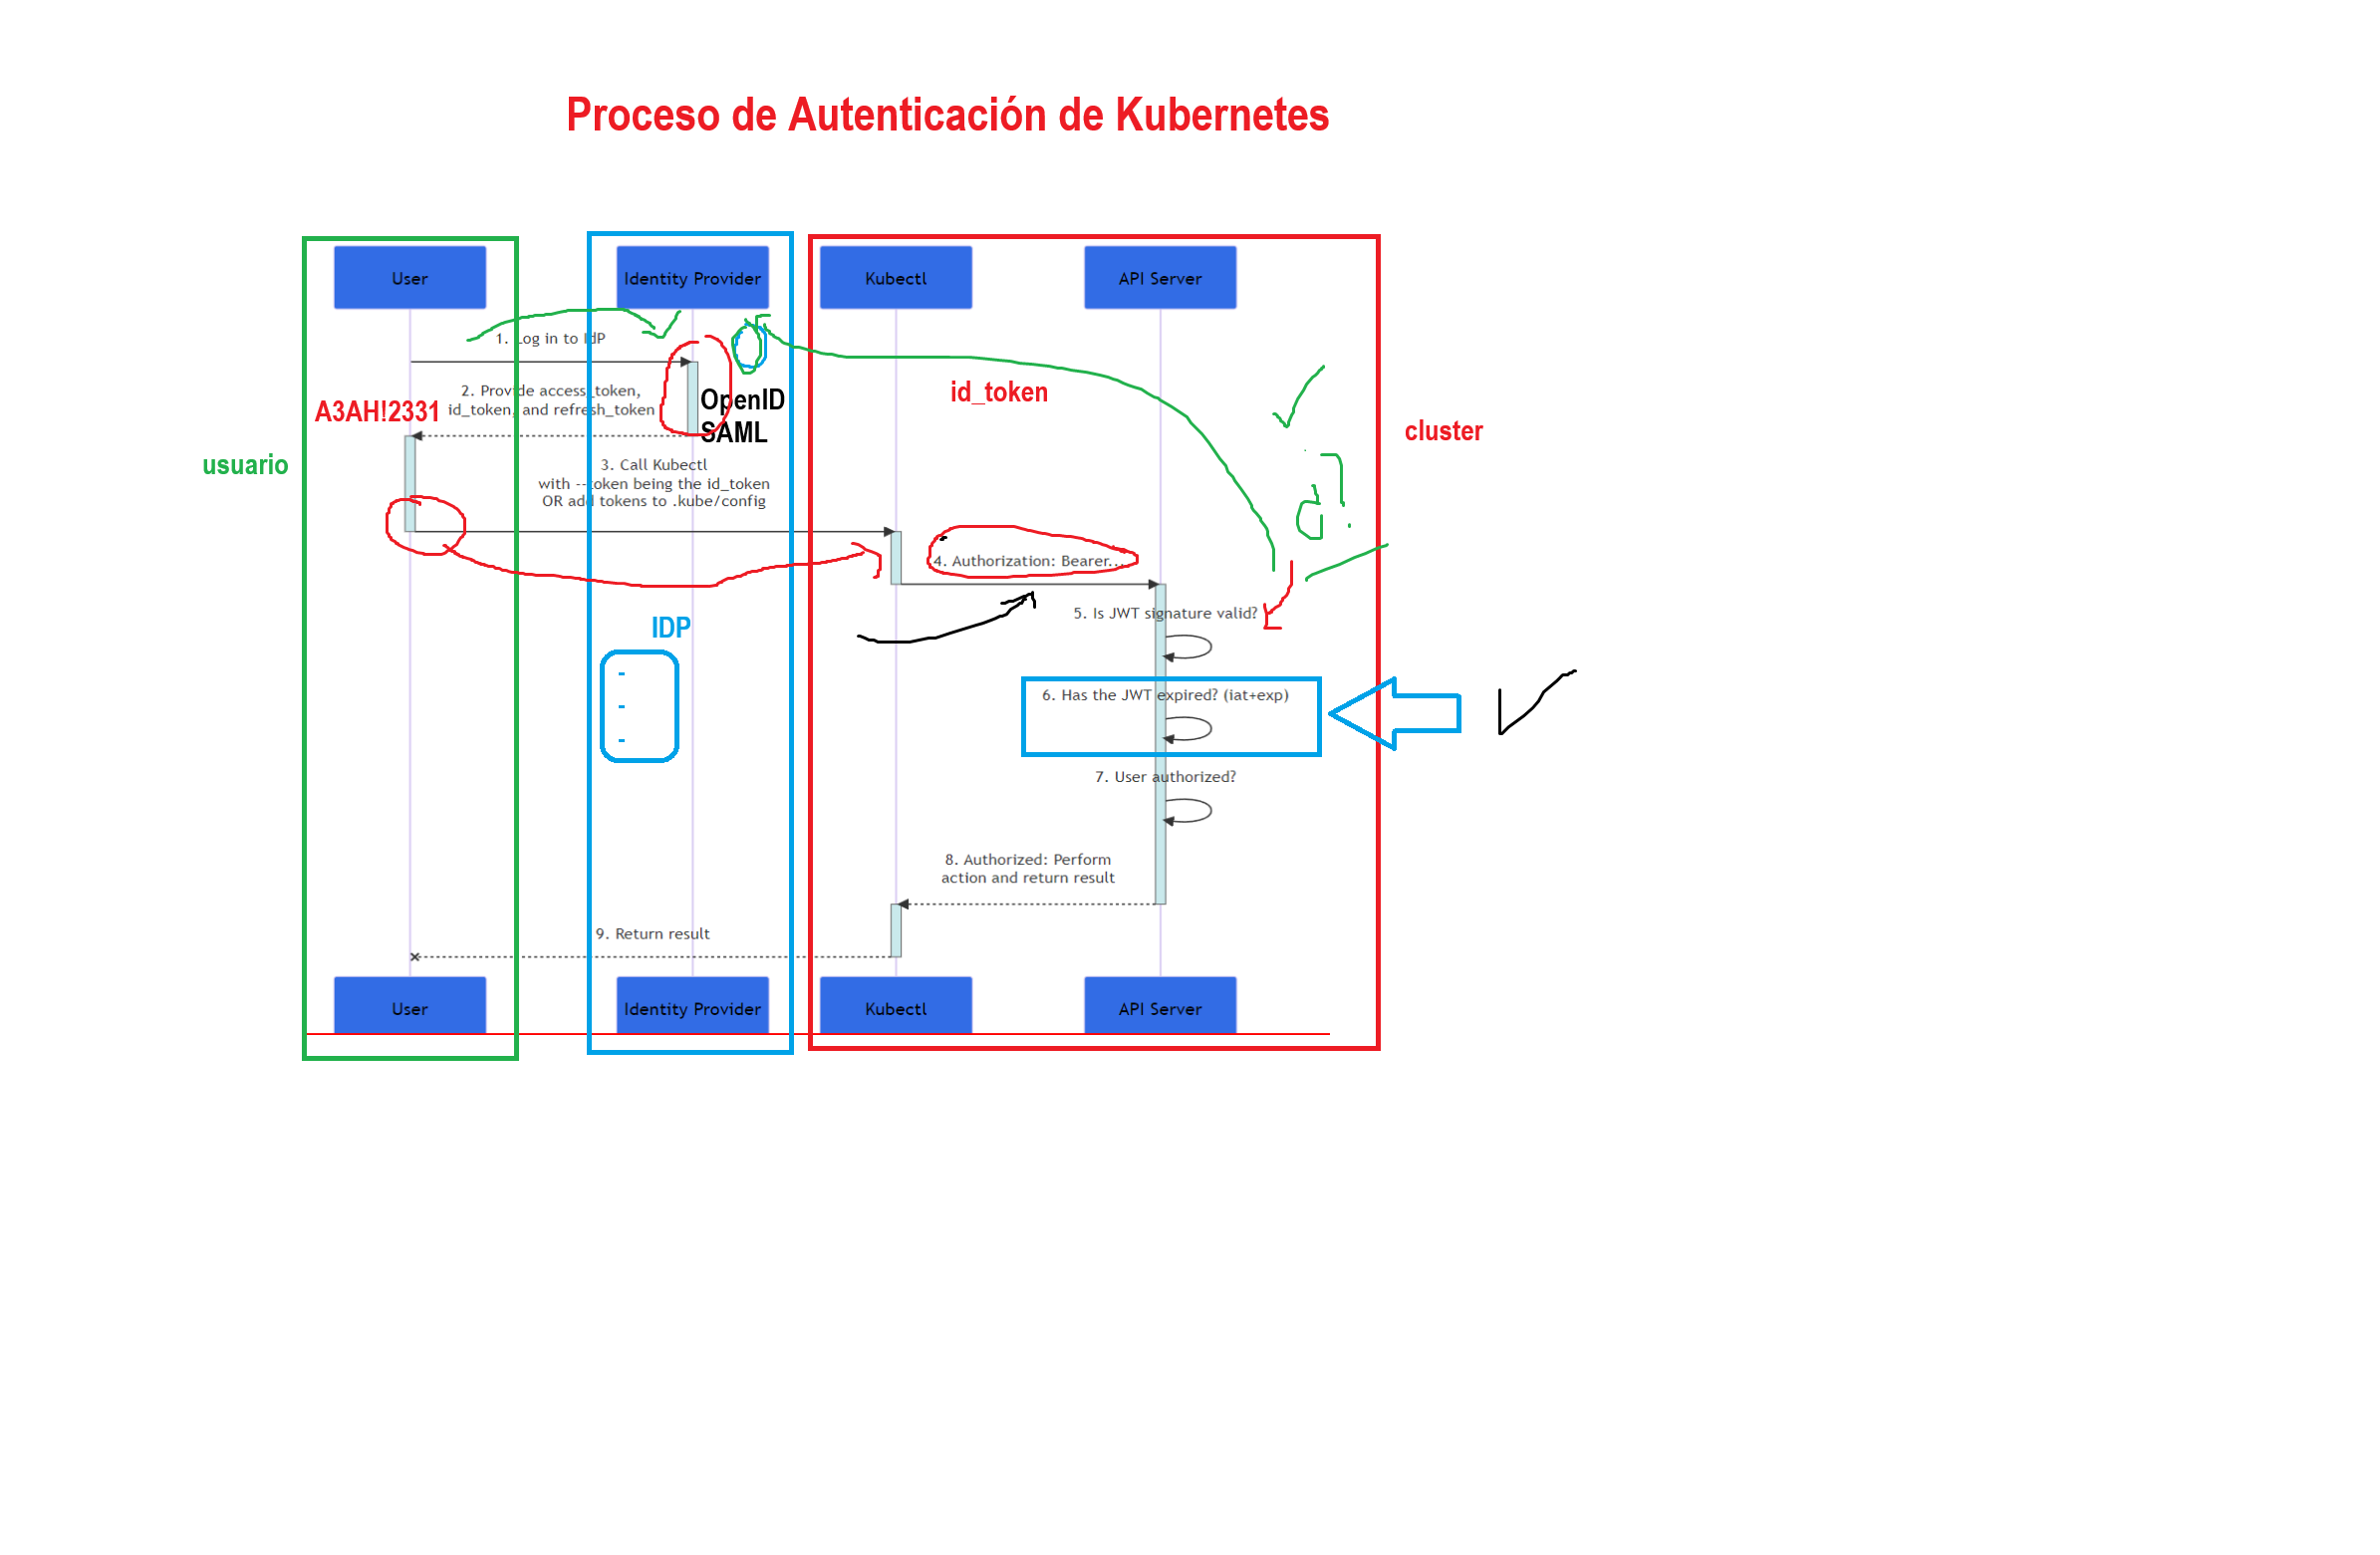 Proceso de Autenticación de Kubernetes
User
Identity Provider
Kubectl
API Server
1. Log in to IdP
2. Provide access_token,
id_token, and refresh_token
A3AH!2331
OpenID
SAML
id_token
cluster
usuario
3. Call Kubectl
with --token being the id_token
OR add tokens to .kube/config
4. Authorization: Bearer...
5. Is JWT signature valid?
IDP
-
-
-
6. Has the JWT expired? (iat+exp)
7. User authorized?
8. Authorized: Perform
action and return result
9. Return result
User
Identity Provider
Kubectl
API Server